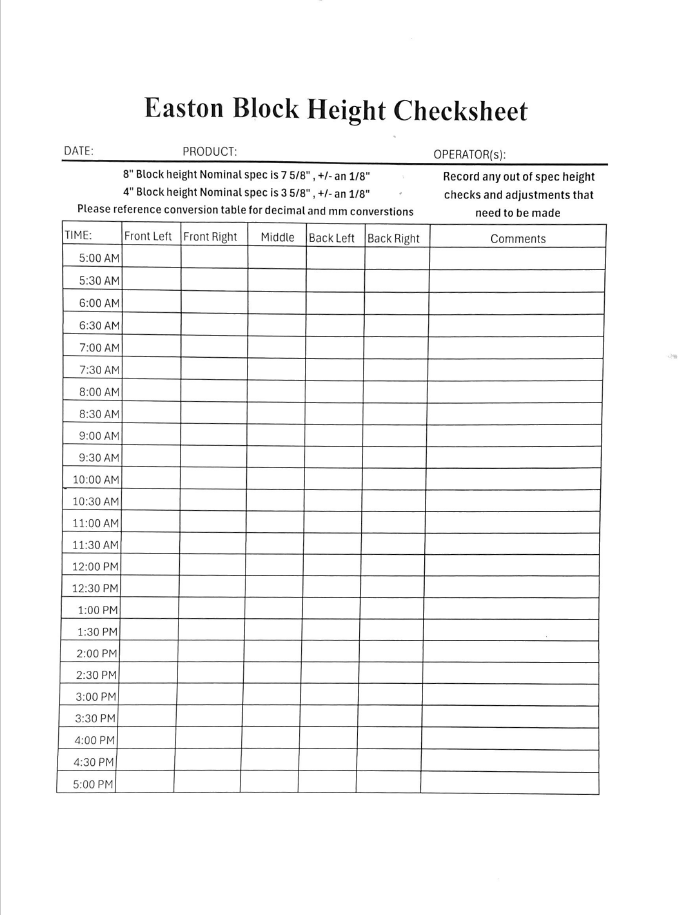 Easton Block Height Checksheet
DATE: PRODUCT: OPERATOR(s):
8" Block height Nominal spec is 7 5/8" , +/- an 1/8"
4" Block height Nominal spec is 3 5/8" , +/- an 1/8"
Please reference conversion table for decimal and mm converstions
Record any out of spec height
checks and adjustments that
need to be made
TIME: Front Left Front Right Middle Back Left Back Right Comments
5:00 AM
5:30 AM
6:00 AM
6:30 AM
7:00 AM
7:30 AM
8:00 AM
8:30 AM
9:00 AM
9:30 AM
10:00 AM
10:30 AM
11:00 AM
11:30 AM
12:00 PM
12:30 PM
1:00 PM
1:30 PM
2:00 PM
2:30 PM
3:00 PM
3:30 PM
4:00 PM
4:30 PM
5:00 PM